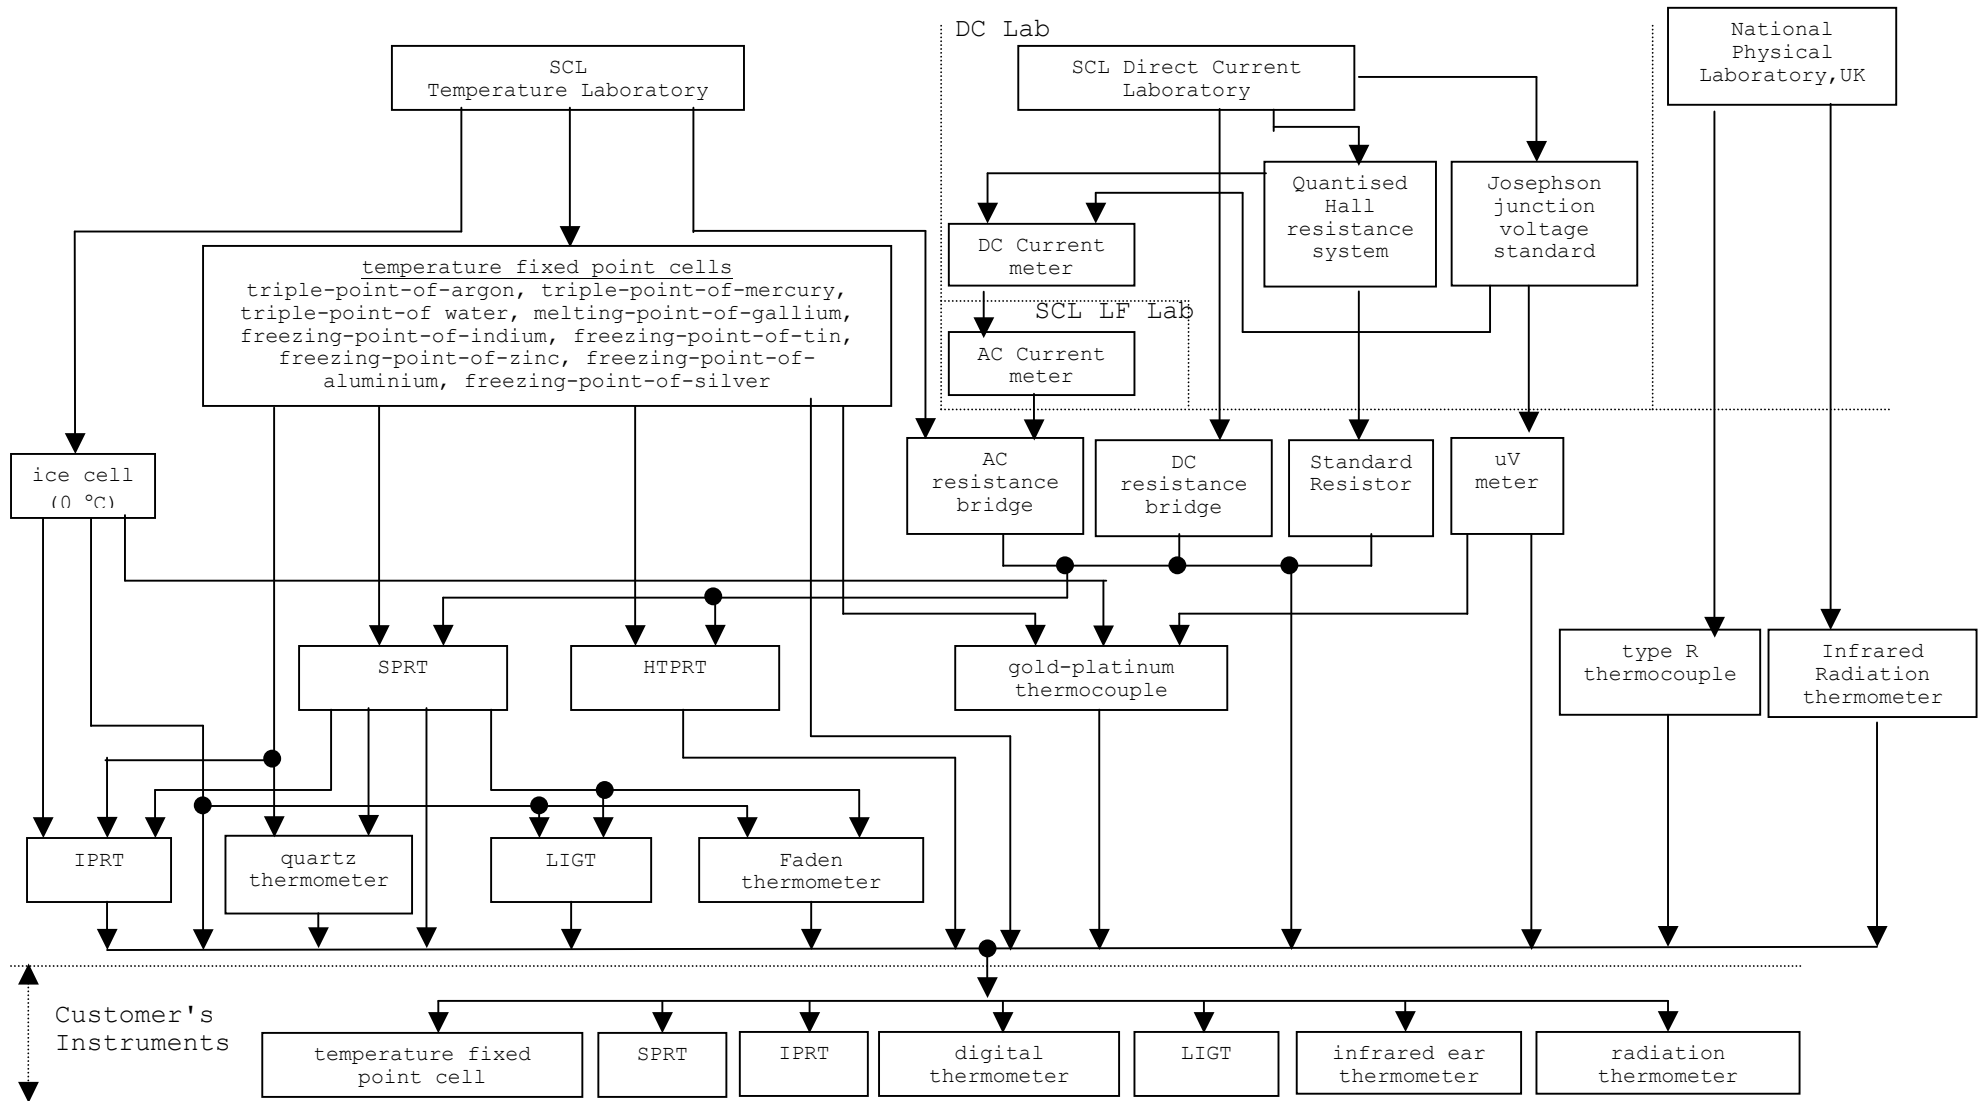 DC Lab
SCL
Temperature Laboratory
SCL Direct Current
Laboratory
National
Physical
Laboratory,UK
Quantised
Hall
resistance
system
Josephson
junction
voltage
standard
DC Current
meter
temperature fixed point cells
triple-point-of-argon, triple-point-of-mercury,
triple-point-of water, melting-point-of-gallium,
freezing-point-of-indium, freezing-point-of-tin,
freezing-point-of-zinc, freezing-point-of-
aluminium, freezing-point-of-silver
SCL LF Lab
AC Current
meter
ice cell
(0 °C)
AC
resistance
bridge
DC
resistance
bridge
Standard
Resistor
uV
meter
SPRT
HTPRT
gold-platinum
thermocouple
type R
thermocouple
Infrared
Radiation
thermometer
IPRT
quartz
thermometer
LIGT
Faden
thermometer
Customer's
Instruments
temperature fixed
point cell
SPRT
IPRT
digital
thermometer
LIGT
infrared ear
thermometer
radiation
thermometer